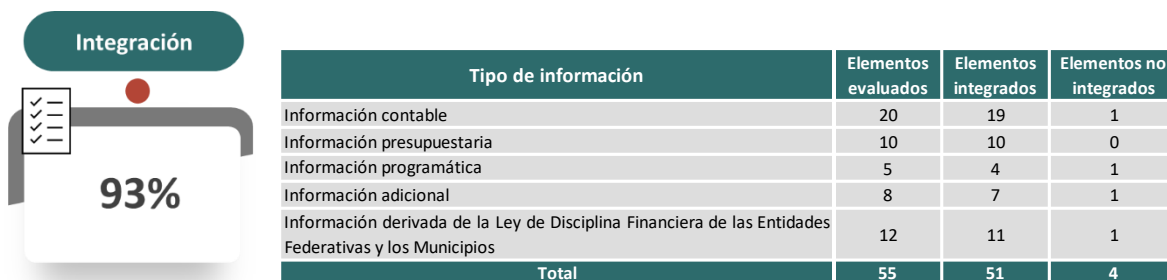 Integración
93%
Tipo de información
Elementos evaluados
Elementos integrados
Elementos no integrados
Información contable 20 19 1
Información presupuestaria 10 10 0
Información programática 5 4 1
Información adicional 8 7 1
Información derivada de la Ley de Disciplina Financiera de las Entidades
Federativas y los Municipios 12 11 1
Total 55 51 4